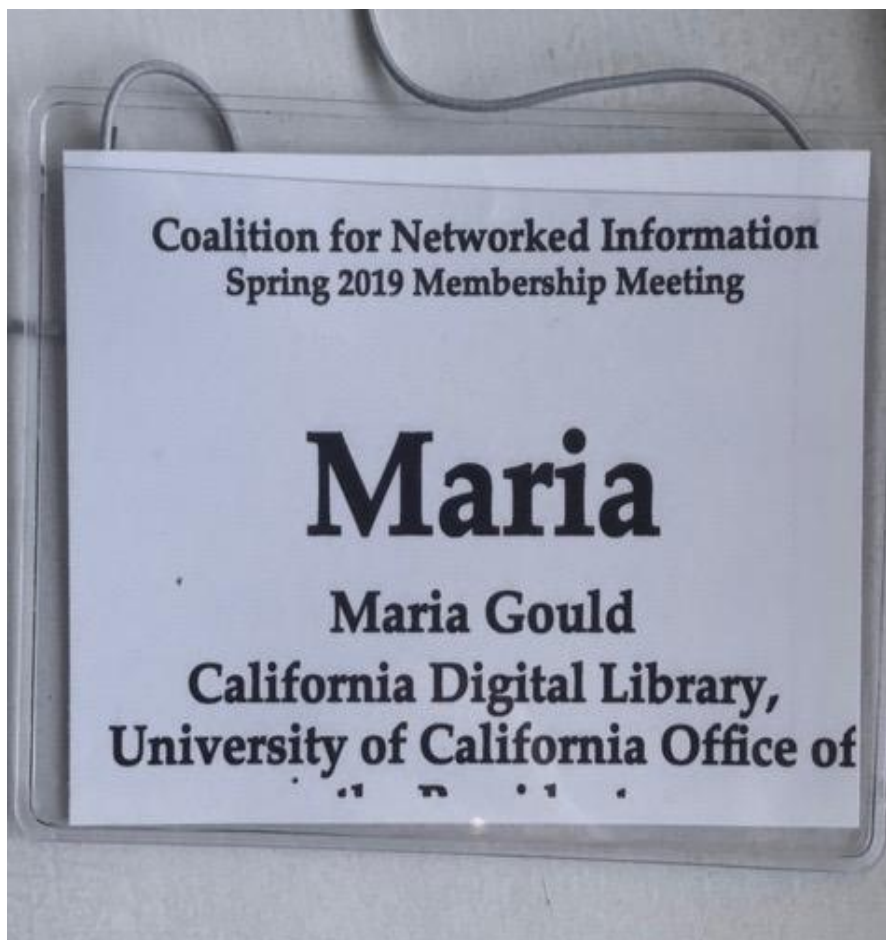 Coalition for Networked Information
Spring 2019 Membership Meeting
Maria
Maria Gould
California Digital Library,
University of California Office of